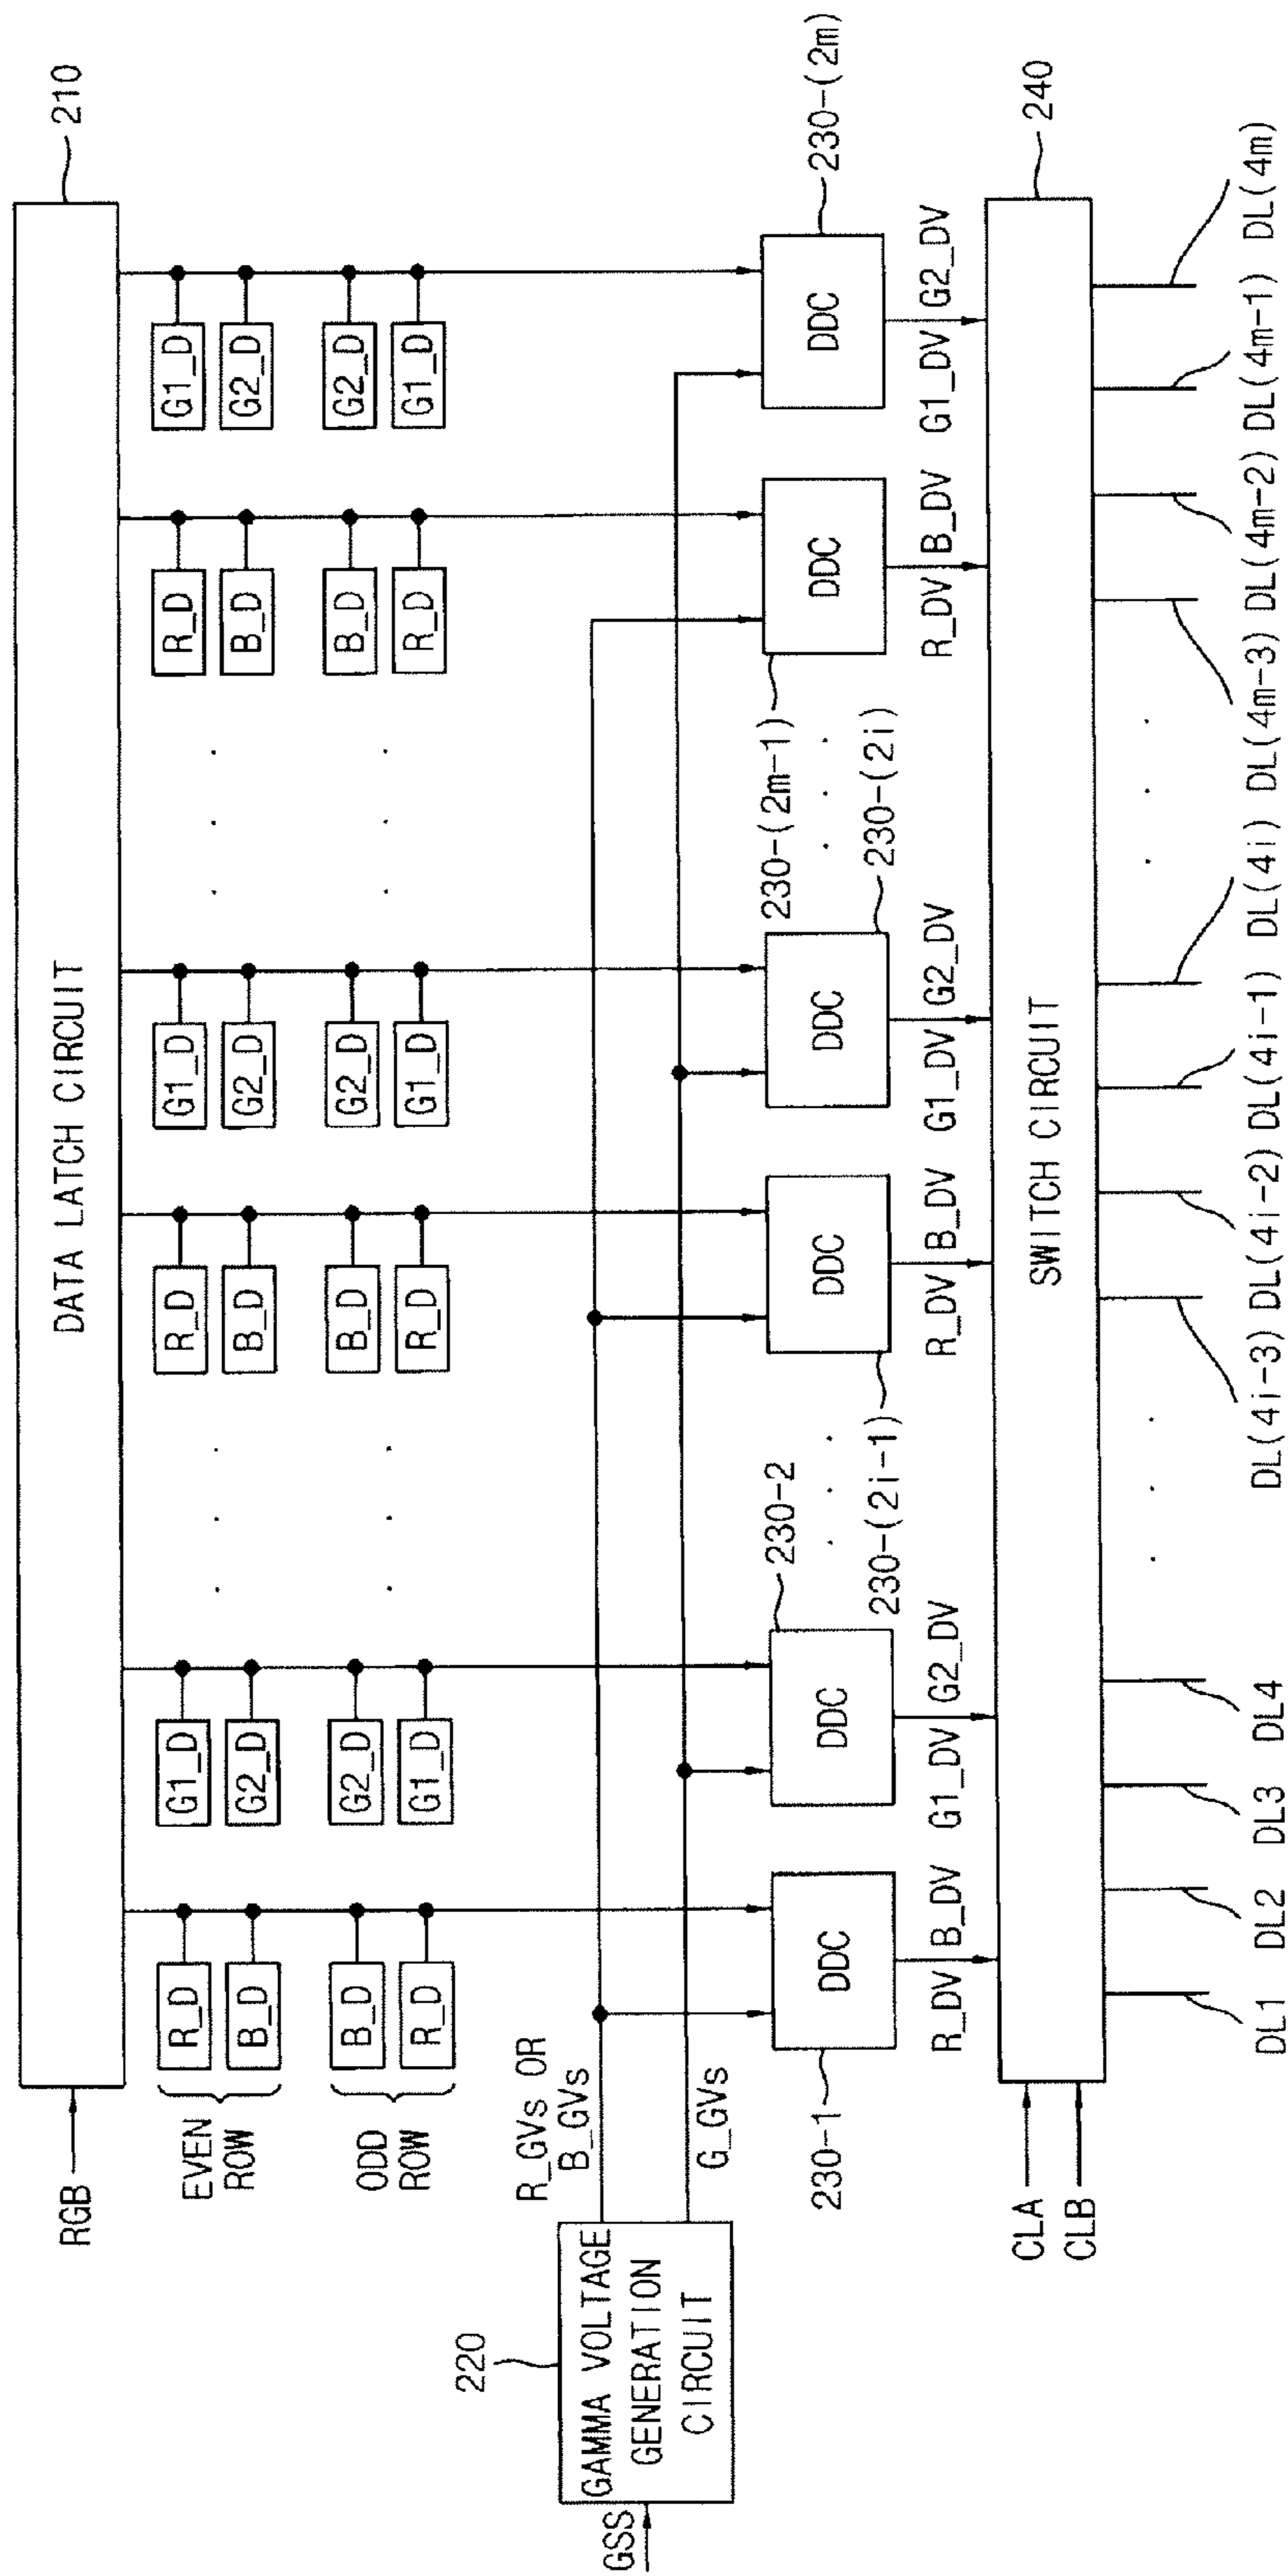 210
DATA LATCH CIRCUIT
RGB
EVEN
ROW
R_D
G1_D
R_D
G1_D
R_D
G1_D
B_D
G2_D
B_D
G2_D
B_D
G2_D
ODD
ROW
B_D
G2_D
B_D
G2_D
B_D
G2_D
R_D
G1_D
R_D
G1_D
R_D
G1_D
220
R_GVs OR
B_GVs
G_GVs
GAMMA VOLTAGE
GENERATION
CIRCUIT
GSS
230-1
230-2
230-(2i-1)
230-(2i)
230-(2m-1)
230-(2m)
DDC
DDC
DDC
DDC
DDC
DDC
R_DV B_DV
G1_DV G2_DV
R_DV B_DV
G1_DV G2_DV
R_DV B_DV
G1_DV G2_DV
CLA
CLB
SWITCH CIRCUIT
240
DL1 DL2 DL3 DL4
DL(4i-3) DL(4i-2) DL(4i-1) DL(4i)
DL(4m-3) DL(4m-2) DL(4m-1) DL(4m)